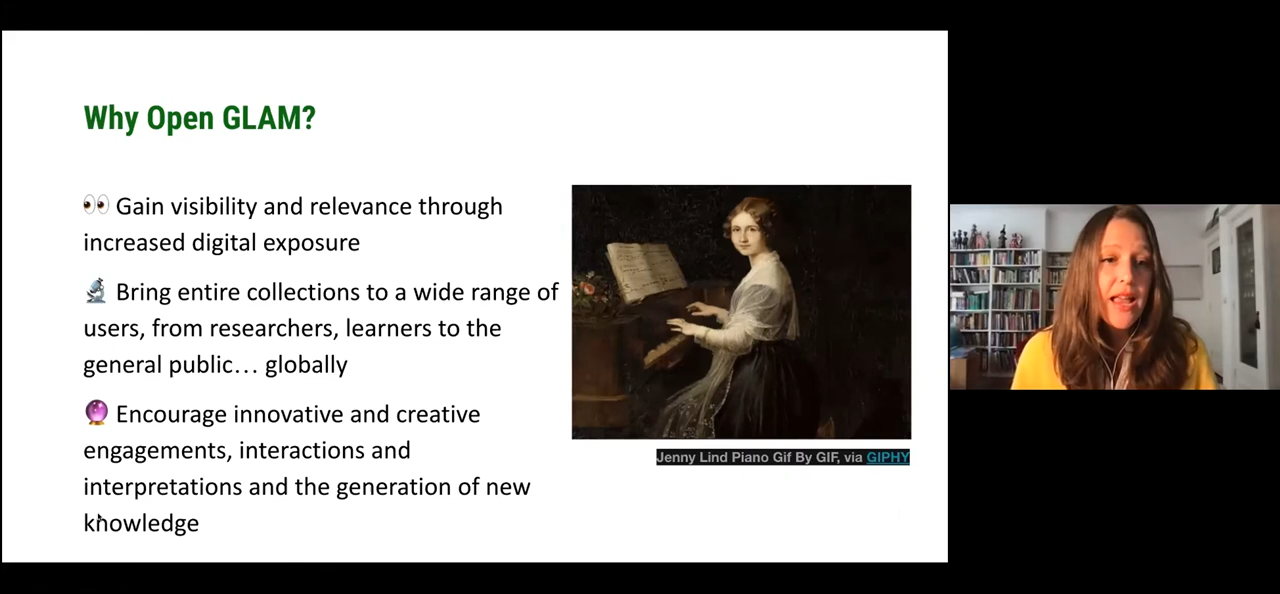 Why Open GLAM?
👀 Gain visibility and relevance through
increased digital exposure
🔬 Bring entire collections to a wide range of
users, from researchers, learners to the
general public… globally
🔮 Encourage innovative and creative
engagements, interactions and
interpretations and the generation of new
knowledge
Jenny Lind Piano Gif By GIF, via GIPHY